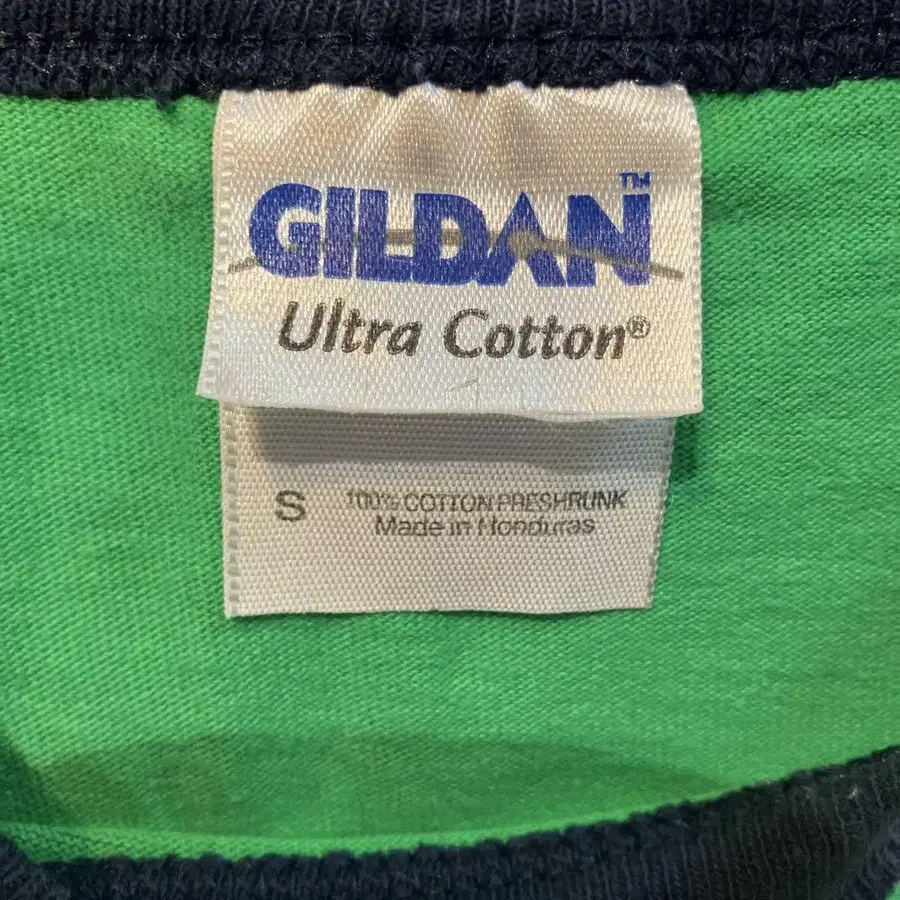 GILDAN™
Ultra Cotton®
S 100% COTTON PRESHRUNK
Made in Honduras